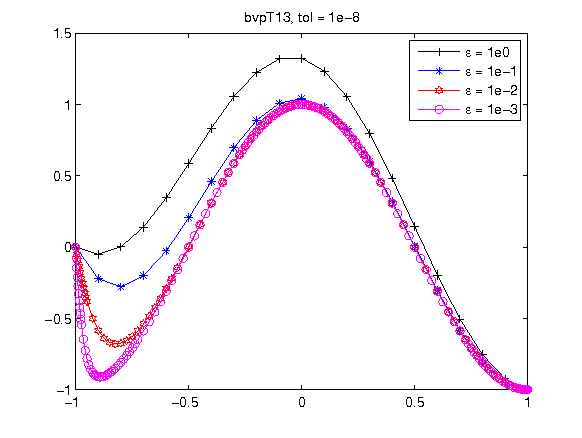 bvpT13, tol = 1e-8
ε = 1e0
ε = 1e-1
ε = 1e-2
ε = 1e-3
1.5
1
0.5
0
−0.5
−1
−1
−0.5
0
0.5
1